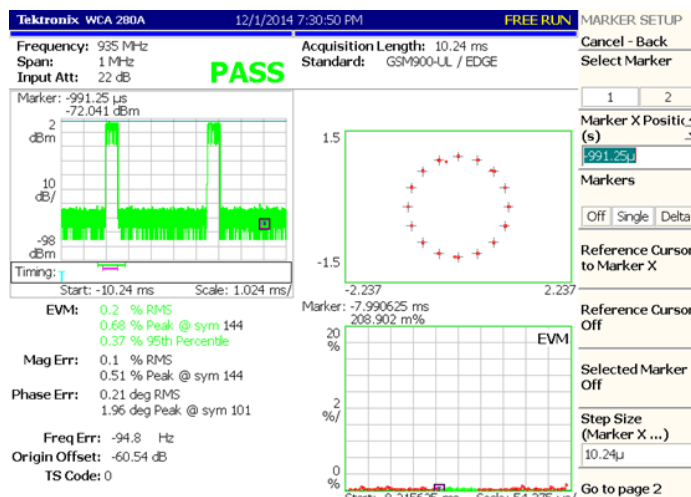 Tektronix WCA 280A 12/1/2014 7:30:50 PM FREE RUN
Frequency: 935 MHz
Span: 1 MHz
Input Att: 22 dB
PASS
Acquisition Length: 10.24 ms
Standard: GSM900-UL / EDGE
Marker: -991.25 µs
-72.041 dBm
2
dBm
10
dB/
-98
dBm
Timing:
Start: -10.24 ms Scale: 1.024 ms/
1.5
-1.5
-2.237 2.237
EVM: 0.2 % RMS
0.68 % Peak @ sym 144
0.37 % 95th Percentile
Mag Err: 0.1 % RMS
0.51 % Peak @ sym 144
Phase Err: 0.21 deg RMS
1.96 deg Peak @ sym 101
Freq Err: -94.8 Hz
Origin Offset: -60.54 dB
TS Code: 0
Marker: -7.990625 ms
208.902 m%
20
%
EVM
2
%/
0
%
MARKER SETUP
Cancel - Back
Select Marker
1 2
Marker X Positic
(s)
-991.25µ
Markers
Off Single Delta
Reference Cursor
to Marker X
Reference Cursor
Off
Selected Marker
Off
Step Size
(Marker X ...)
10.24µ
Go to page 2